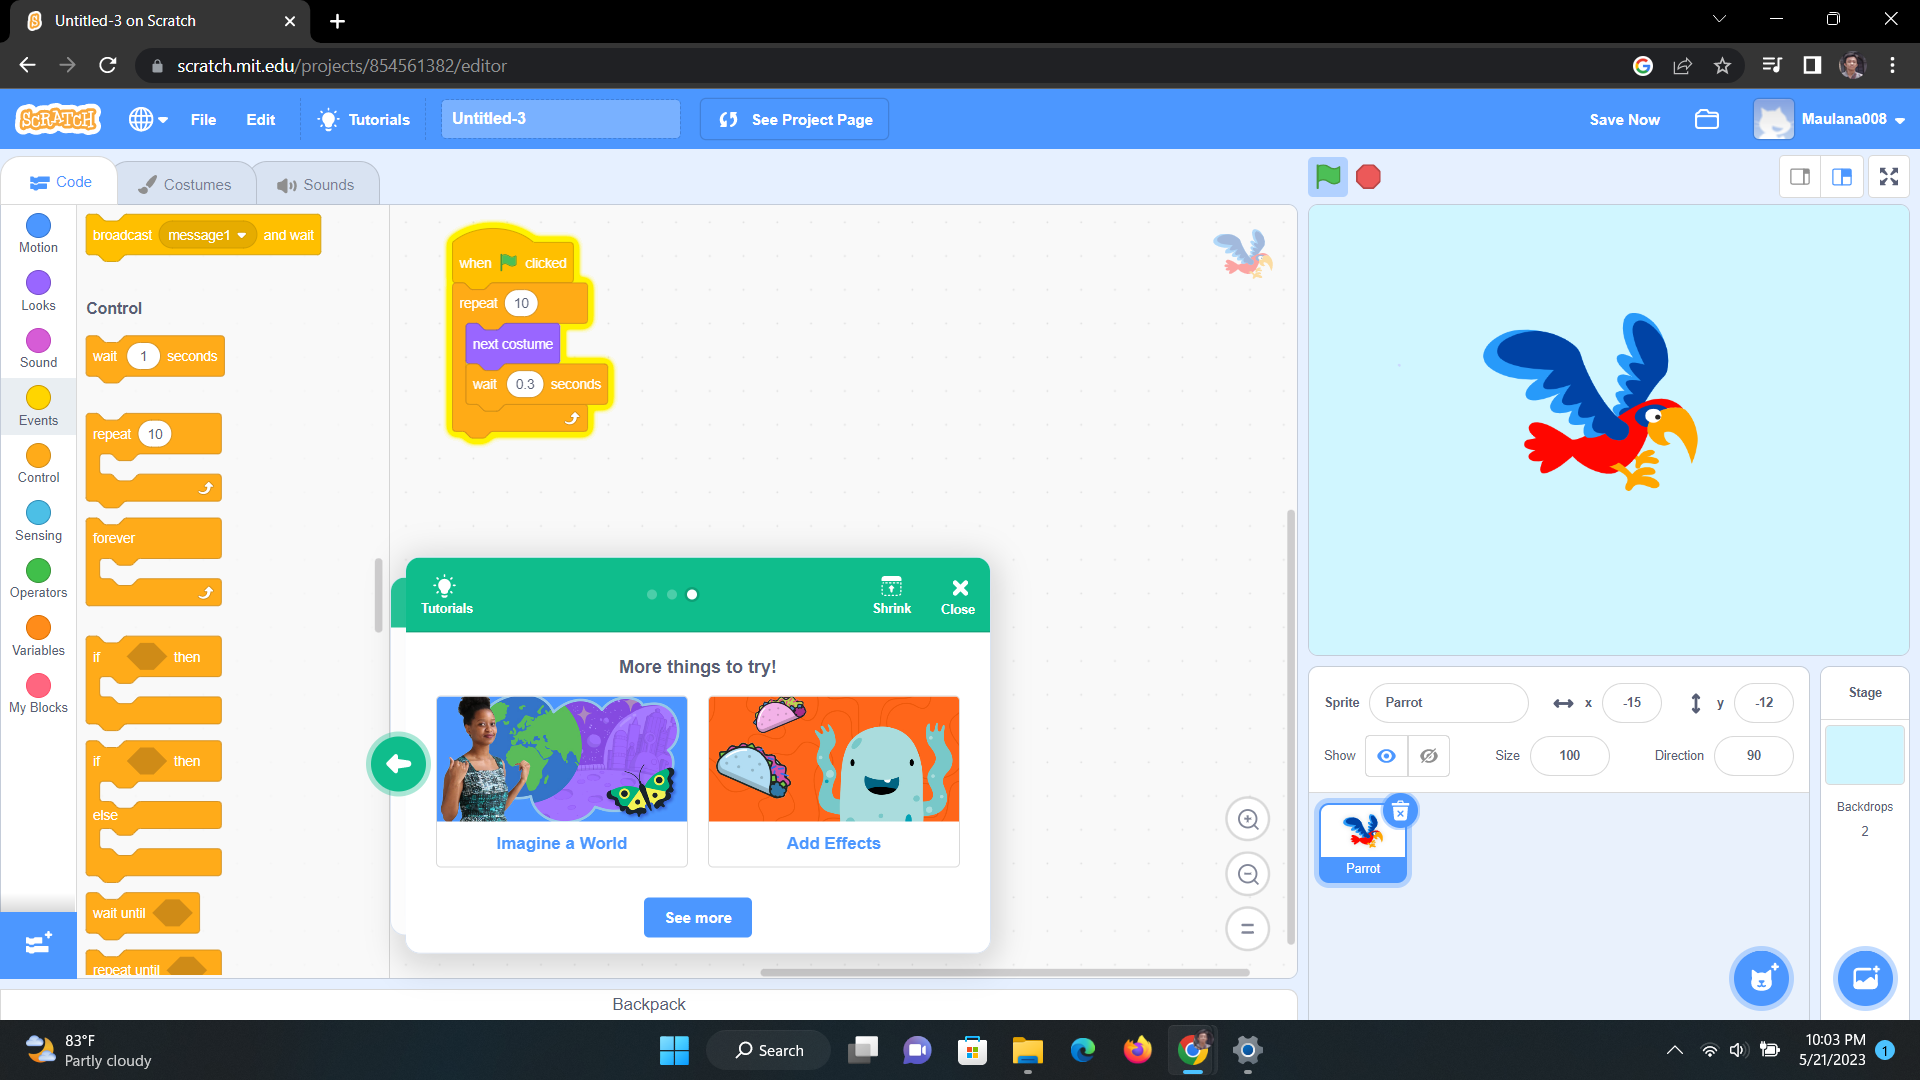 Untitled-3 on Scratch
scratch.mit.edu/projects/854561382/editor
SCRATCH File Edit Tutorials Untitled-3 See Project Page Save Now Maulana008
Code Costumes Sounds
Motion
Looks
Sound
Events
Control
Sensing
Operators
Variables
My Blocks
broadcast message1 and wait
Control
wait 1 seconds
repeat 10
forever
if then
if then
else
wait until
repeat until
when clicked
repeat 10
next costume
wait 0.3 seconds
Tutorials Shrink Close
More things to try!
Imagine a World Add Effects
See more
Backpack
Sprite Parrot x -15 y -12
Show Size 100 Direction 90
Parrot
Stage
Backdrops
2
83°F
Partly cloudy
Search
10:03 PM
5/21/2023
1